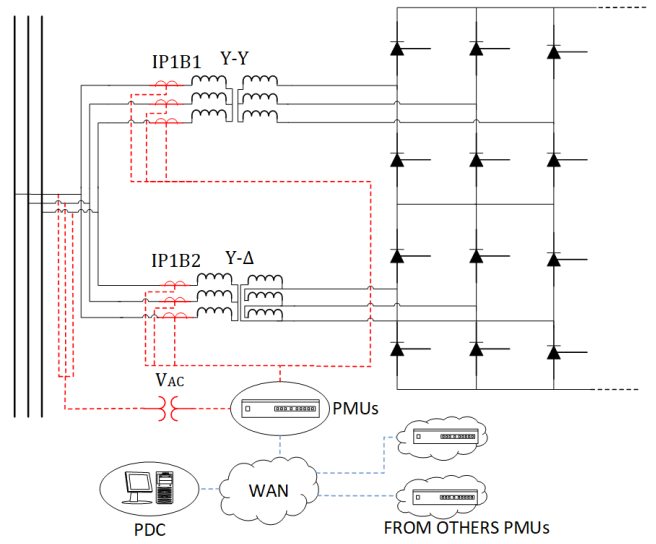 IP1B1 Y-Y
IP1B2 Y-Δ
VAC
PMUs
WAN
PDC
FROM OTHERS PMUs